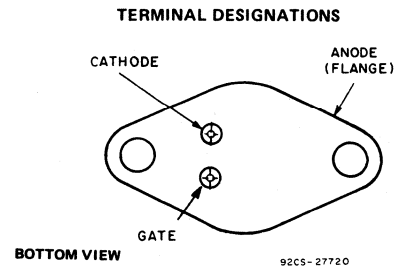 TERMINAL DESIGNATIONS
CATHODE
ANODE
(FLANGE)
GATE
BOTTOM VIEW
92CS-27720